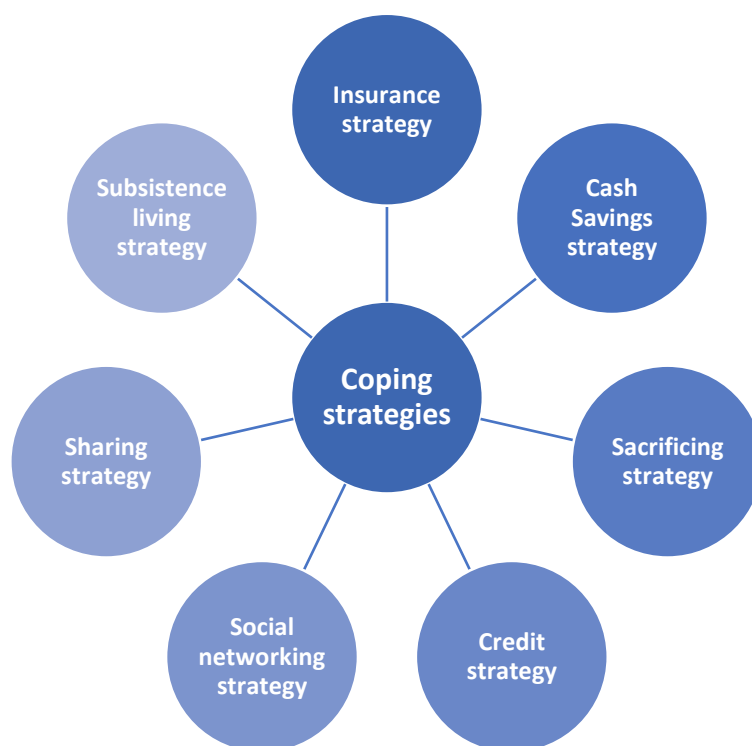 Insurance
strategy
Cash
Savings
strategy
Sacrificing
strategy
Credit
strategy
Social
networking
strategy
Sharing
strategy
Subsistence
living
strategy
Coping
strategies